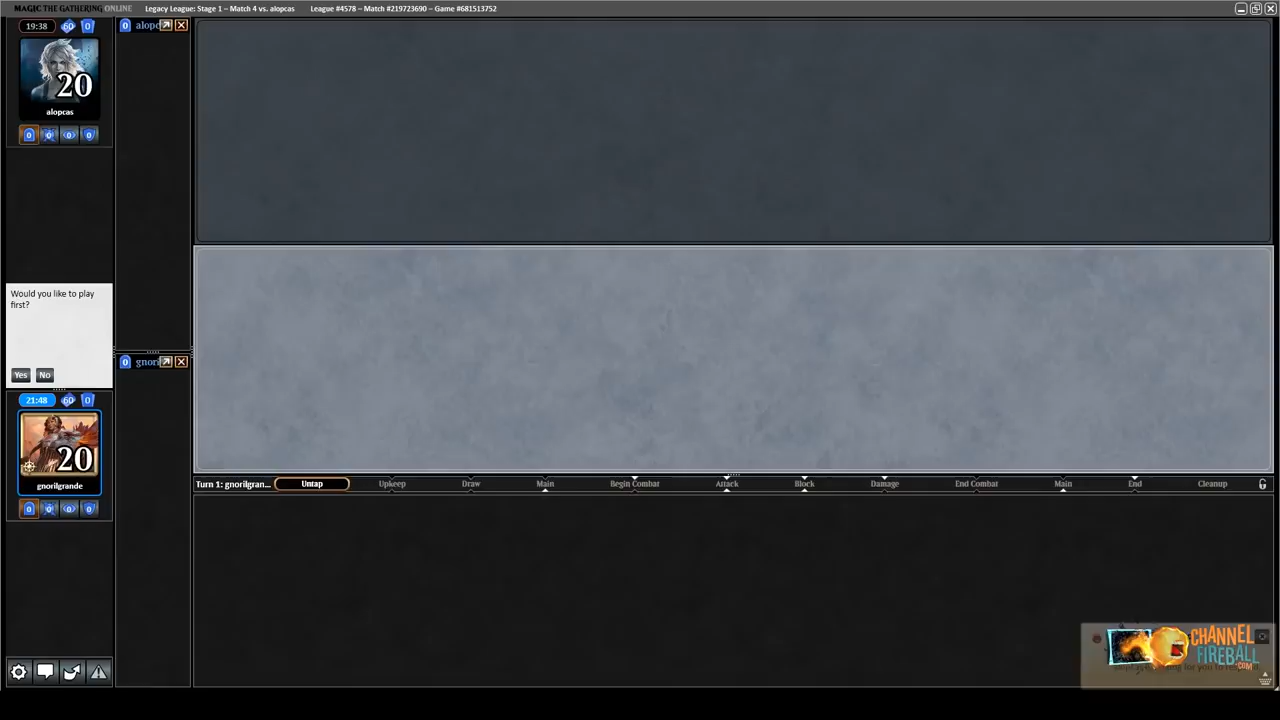 MAGIC THE GATHERING ONLINE Legacy League: Stage 1 – Match 4 vs. alopcas League #4578 – Match #219723690 – Game #681513752
19:38 60 0
0 alopc
20
alopcas
0 0 0 0
Would you like to play
first?
Yes No
0 gnori
21:48 60 0
20
gnorilgrande
0 0 0 0
Turn 1: gnorilgran... Untap Upkeep Draw Main Begin Combat Attack Block Damage End Combat Main End Cleanup
CHANNEL
FIREBALL
.COM